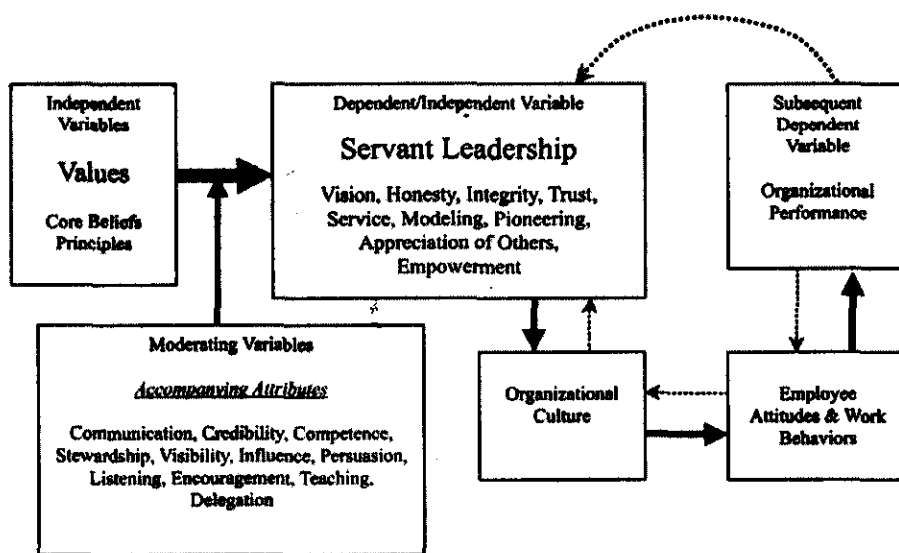 Independent
Variables
Values
Core Beliefs
Principles
Dependent/Independent Variable
Servant Leadership
Vision, Honesty, Integrity, Trust,
Service, Modeling, Pioneering,
Appreciation of Others,
Empowerment
Subsequent
Dependent
Variable
Organizational
Performance
Moderating Variables
Accompanying Attributes
Communication, Credibility, Competence,
Stewardship, Visibility, Influence, Persuasion,
Listening, Encouragement, Teaching,
Delegation
Organizational
Culture
Employee
Attitudes & Work
Behaviors